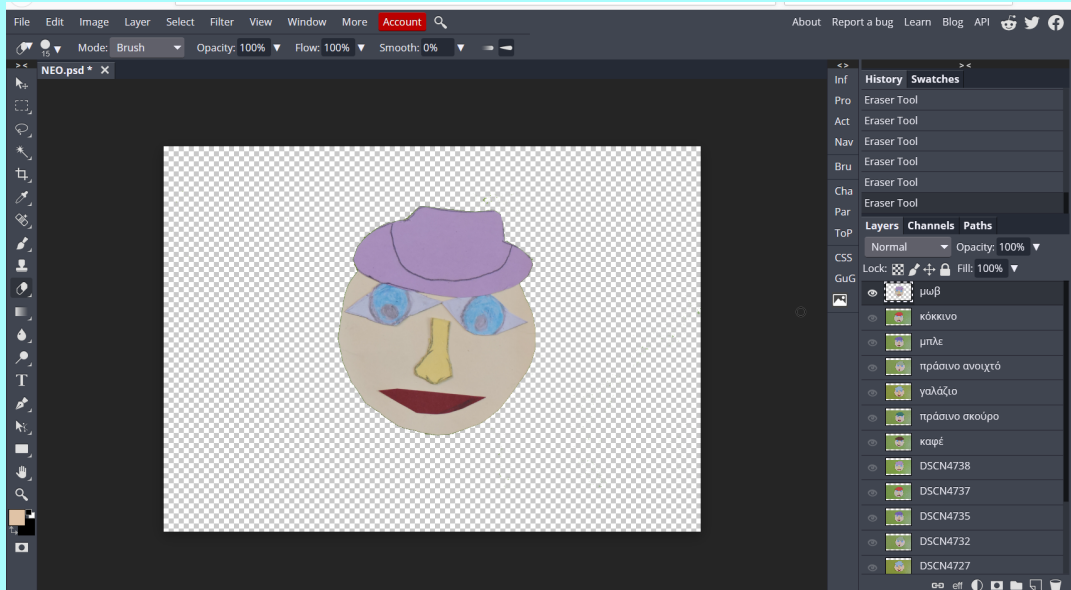 File Edit Image Layer Select Filter View Window More Account About Report a bug Learn Blog API
15 Mode: Brush Opacity: 100% Flow: 100% Smooth: 0%
NEO.psd * X
Inf
Pro
Act
Nav
Bru
Cha
Par
ToP
CSS
GuG
History Swatches
Eraser Tool
Eraser Tool
Eraser Tool
Eraser Tool
Eraser Tool
Eraser Tool
Layers Channels Paths
Normal Opacity: 100%
Lock: Fill: 100%
μωβ
κόκκινο
μπλε
πράσινο ανοιχτό
γαλάζιο
πράσινο σκούρο
καφέ
DSCN4738
DSCN4737
DSCN4735
DSCN4732
DSCN4727
eff